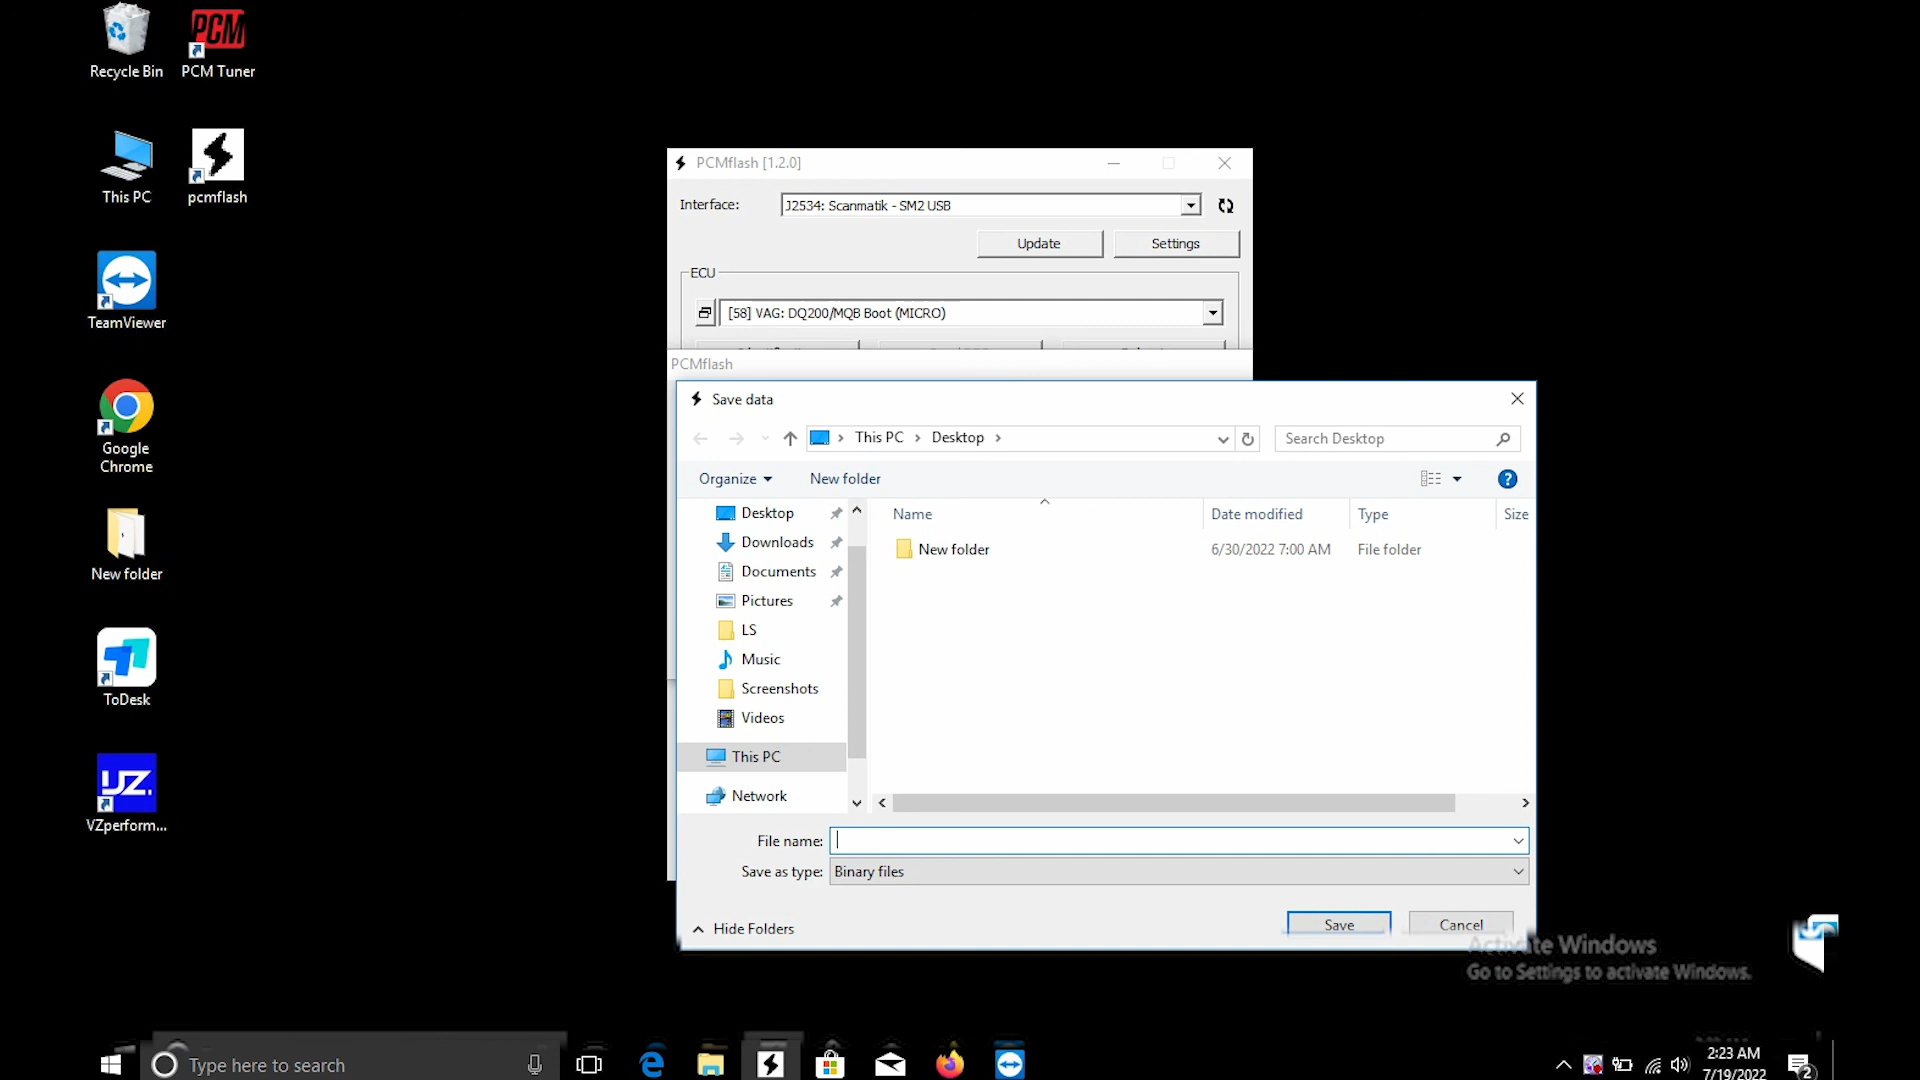 Recycle Bin
PCM
PCM Tuner
This PC
pcmflash
TeamViewer
Google
Chrome
New folder
ToDesk
VZ
VZperform...
PCMflash [1.2.0]
Interface:
J2534: Scanmatik - SM2 USB
Update
Settings
ECU
[58] VAG: DQ200/MQB Boot (MICRO)
PCMflash
Save data
This PC
Desktop
Search Desktop
Organize
New folder
Name
Date modified
Type
Size
Desktop
Downloads
Documents
Pictures
LS
Music
Screenshots
Videos
This PC
Network
New folder
6/30/2022 7:00 AM
File folder
File name:
Save as type:
Binary files
Hide Folders
Save
Cancel
Activate Windows
Go to Settings to activate Windows.
Type here to search
2:23 AM
7/19/2022
2